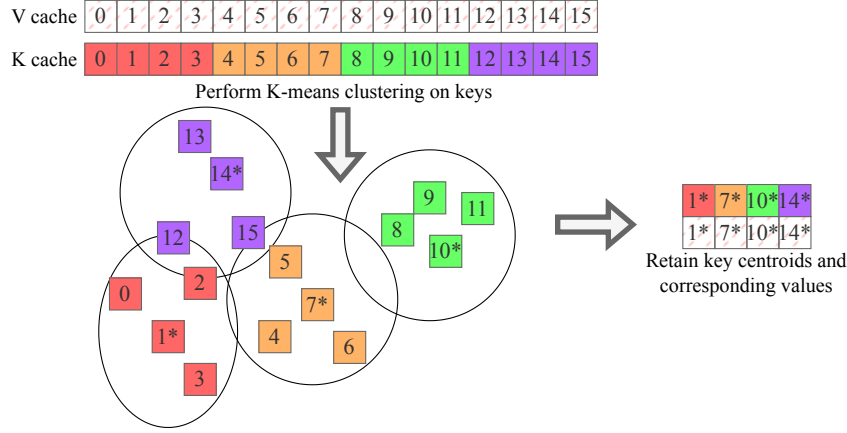 V cache 0 1 2 3 4 5 6 7 8 9 10 11 12 13 14 15
K cache 0 1 2 3 4 5 6 7 8 9 10 11 12 13 14 15
Perform K-means clustering on keys
13
14*
12
15
0
2
1*
3
5
7*
4
6
9
11
8
10*
1* 7* 10* 14*
1* 7* 10* 14*
Retain key centroids and
corresponding values